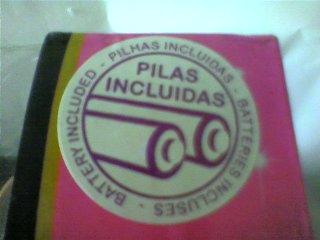 BATTERY INCLUDED - PILHAS INCLUIDAS - BATTERIES INCLUSES -
PILAS
INCLUIDAS